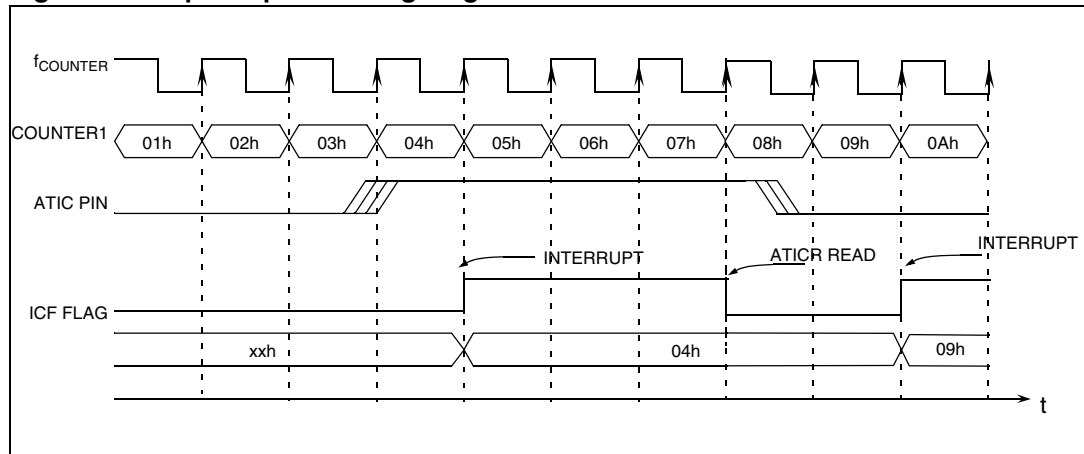 fCOUNTER
COUNTER1
01h 02h 03h 04h 05h 06h 07h 08h 09h 0Ah
ATIC PIN
INTERRUPT
ATICR READ
INTERRUPT
ICF FLAG
xxh 04h 09h
t